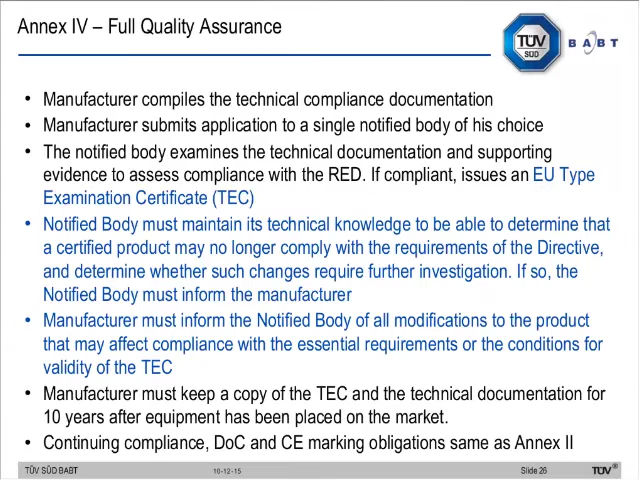 Annex IV – Full Quality Assurance
TÜV
SÜD
BABT
• Manufacturer compiles the technical compliance documentation
• Manufacturer submits application to a single notified body of his choice
• The notified body examines the technical documentation and supporting
evidence to assess compliance with the RED. If compliant, issues an EU Type
Examination Certificate (TEC)
• Notified Body must maintain its technical knowledge to be able to determine that
a certified product may no longer comply with the requirements of the Directive,
and determine whether such changes require further investigation. If so, the
Notified Body must inform the manufacturer
• Manufacturer must inform the Notified Body of all modifications to the product
that may affect compliance with the essential requirements or the conditions for
validity of the TEC
• Manufacturer must keep a copy of the TEC and the technical documentation for
10 years after equipment has been placed on the market.
• Continuing compliance, DoC and CE marking obligations same as Annex II
TÜV SÜD BABT 10-12-15 Slide 26 TÜV®